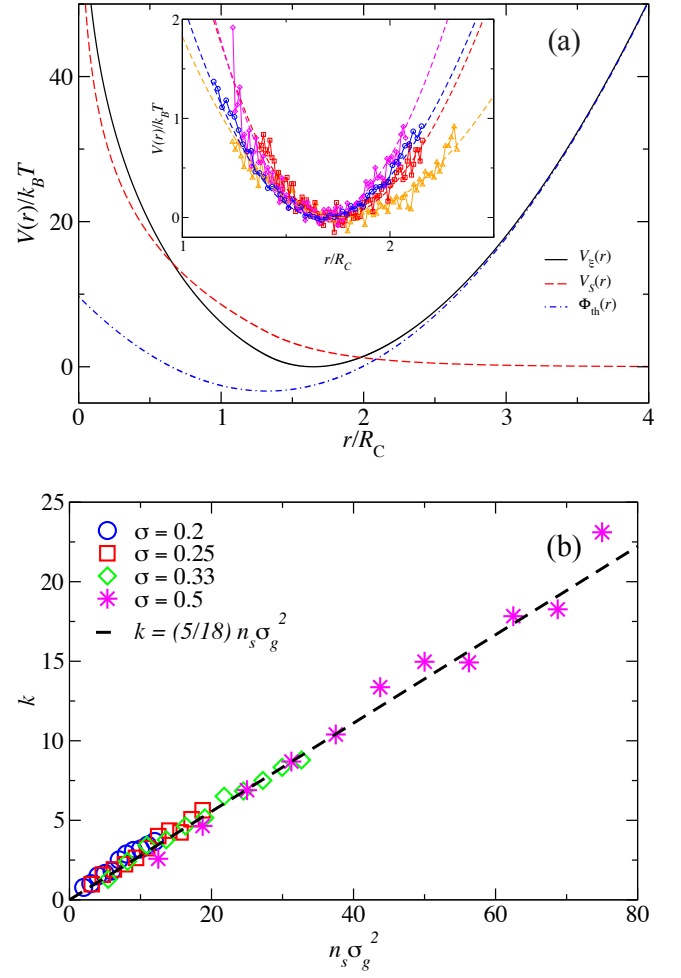 (a)
V(r)/k_BT
40
20
0
0
1
2
3
4
r/R_C
V(r)/k_BT
2
1
0
1
2
r/R_C
V_ξ(r)
V_S(r)
Φ_th(r)
(b)
k
25
20
15
10
5
0
0
20
40
60
80
n_sσ_g^2
σ = 0.2
σ = 0.25
σ = 0.33
σ = 0.5
k = (5/18) n_sσ_g^2